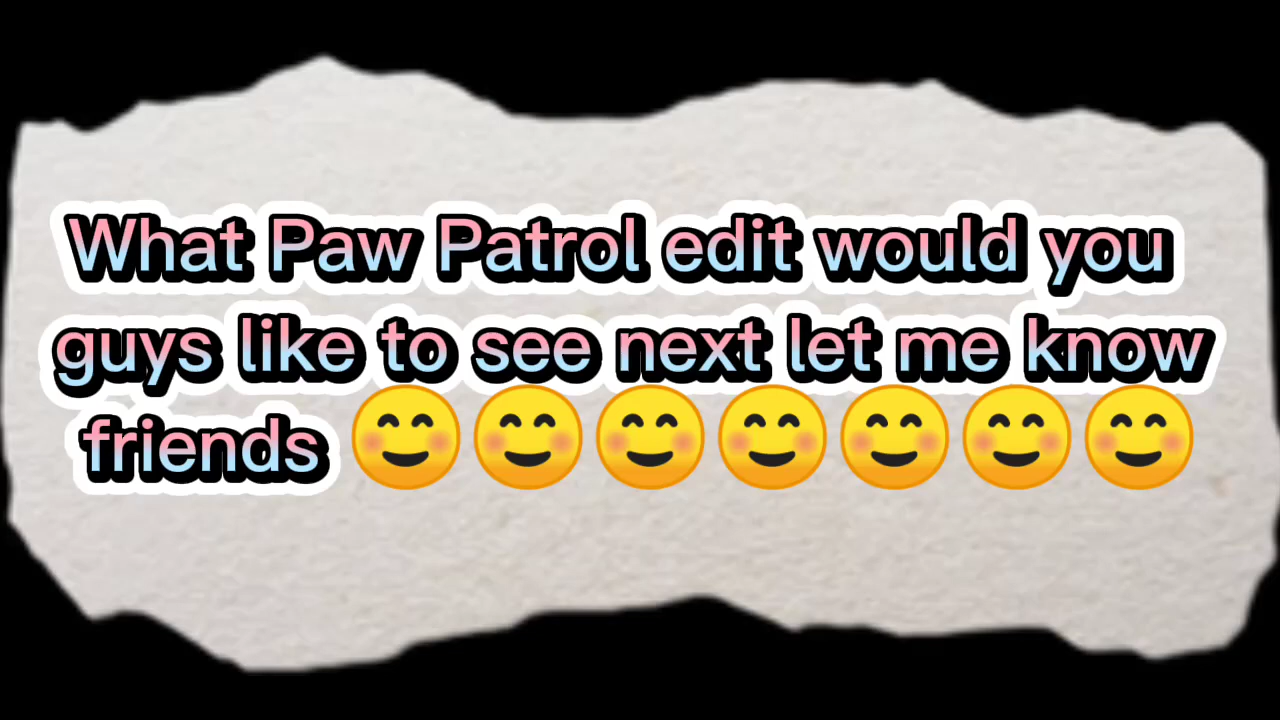 What Paw Patrol edit would you
guys like to see next let me know
friends 😊😊😊😊😊😊😊